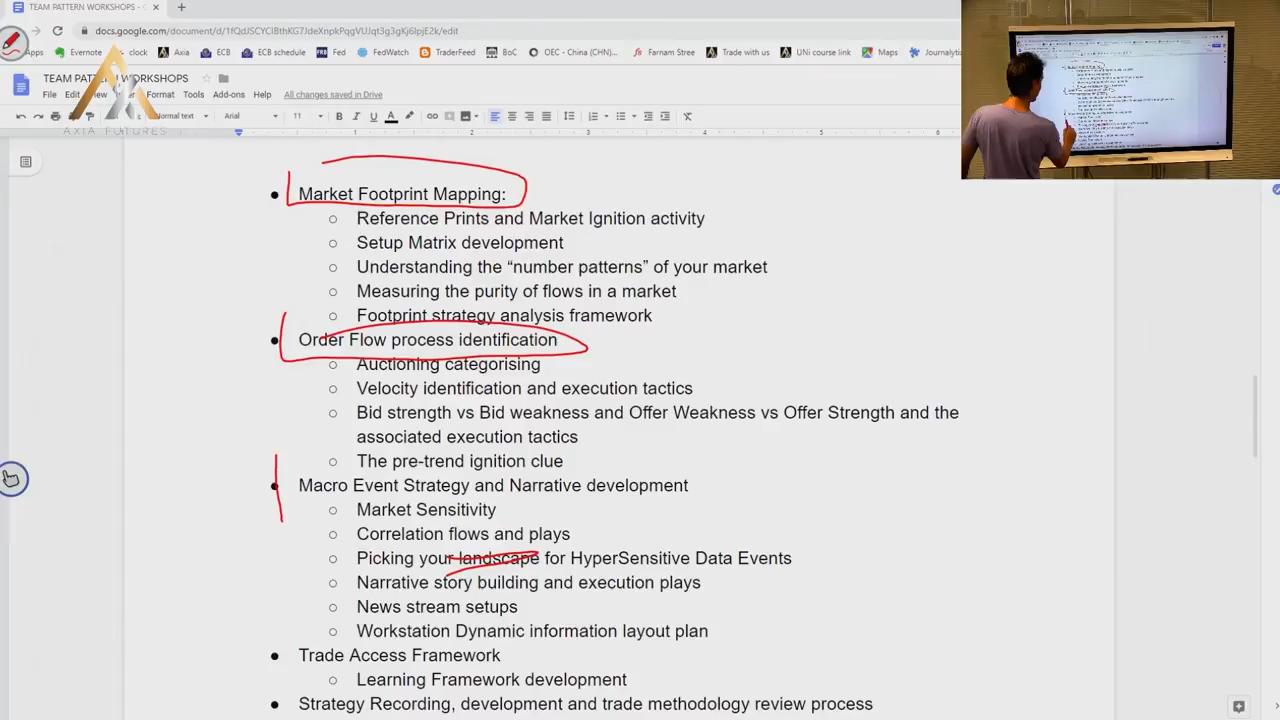 TEAM PATTERN WORKSHOPS - G
docs.google.com/document/d/1fQdJSCYClBthKG7JdeXnpkPqgVUJqt3g3gKj6lpjE2k/edit
Apps Evernote clock Axia ECB ECB schedule FedWatch BoC OEC - China (CHN)... Farnam Street Trade with us UNi course link Maps Journalytic
TEAM PATTERN WORKSHOPS
File Edit View Insert Format Tools Add-ons Help All changes saved in Drive
Normal text Arial 11
AXIA FUTURES
2 3 4 5 6
Market Footprint Mapping:
Reference Prints and Market Ignition activity
Setup Matrix development
Understanding the “number patterns” of your market
Measuring the purity of flows in a market
Footprint strategy analysis framework
Order Flow process identification
Auctioning categorising
Velocity identification and execution tactics
Bid strength vs Bid weakness and Offer Weakness vs Offer Strength and the
associated execution tactics
The pre-trend ignition clue
Macro Event Strategy and Narrative development
Market Sensitivity
Correlation flows and plays
Picking your landscape for HyperSensitive Data Events
Narrative story building and execution plays
News stream setups
Workstation Dynamic information layout plan
Trade Access Framework
Learning Framework development
Strategy Recording, development and trade methodology review process